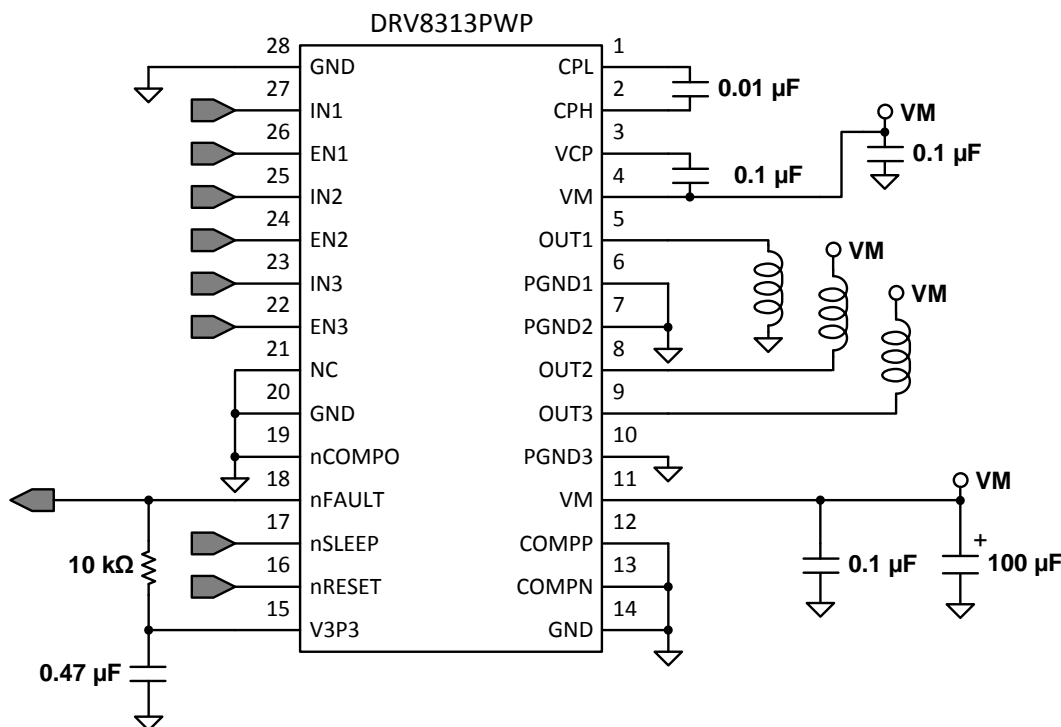 DRV8313PWP
28
GND
27
IN1
26
EN1
25
IN2
24
EN2
23
IN3
22
EN3
21
NC
20
GND
19
nCOMPO
18
nFAULT
17
nSLEEP
16
nRESET
15
V3P3
10 kΩ
0.47 µF
1
CPL
2
CPH
0.01 µF
3
VCP
4
VM
0.1 µF
VM
0.1 µF
5
OUT1
6
PGND1
7
PGND2
8
OUT2
VM
9
OUT3
VM
10
PGND3
11
VM
VM
12
COMPP
13
COMPN
14
GND
0.1 µF
+
100 µF